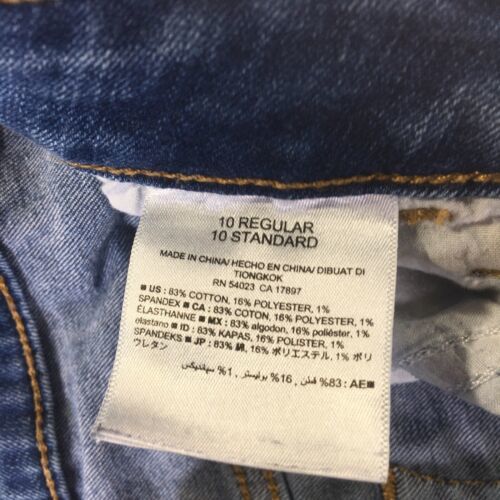 10 REGULAR
10 STANDARD
MADE IN CHINA/ HECHO EN CHINA/ DIBUAT DI
TIONGKOK
RN 54023 CA 17897
■ US : 83% COTTON, 16% POLYESTER, 1%
SPANDEX ■ CA : 83% COTTON, 16% POLYESTER, 1%
ÉLASTHANNE ■ MX : 83% algodon, 16% poliéster, 1%
elastano ■ ID : 83% KAPAS, 16% POLISTER, 1%
SPANDEKS ■ JP : 83% 綿, 16% ポリエステル, 1% ポリ
ウレタン
■ AE : 83% قطن, 16% بوليستر, 1% سپاندیکس